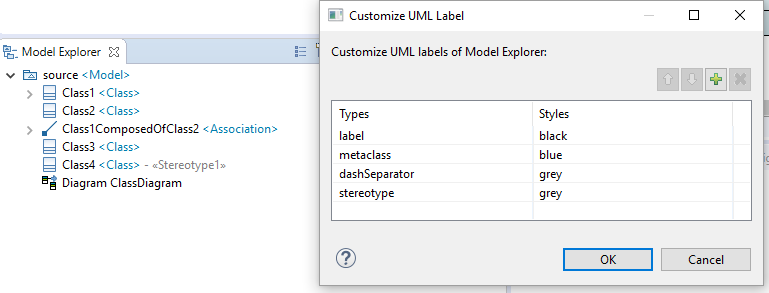 Model Explorer
source <Model>
Class1 <Class>
Class2 <Class>
Class1ComposedOfClass2 <Association>
Class3 <Class>
Class4 <Class> - «Stereotype1»
Diagram ClassDiagram
Customize UML Label
Customize UML labels of Model Explorer:
Types Styles
label black
metaclass blue
dashSeparator grey
stereotype grey
OK Cancel